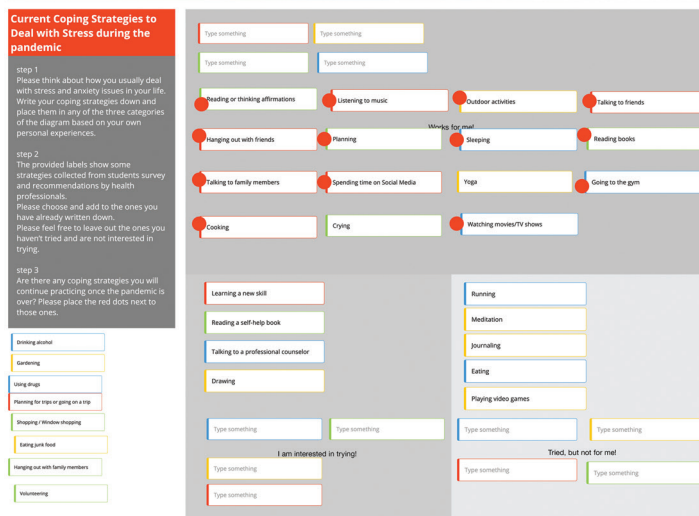 Current Coping Strategies to
Deal with Stress during the
pandemic
step 1
Please think about how you usually deal
with stress and anxiety issues in your life.
Write your coping strategies down and
place them in any of the three categories
of the diagram based on your own
personal experiences.
step 2
The provided labels show some
strategies collected from students survey
and recommendations by health
professionals.
Please choose and add to the ones you
have already written down.
Please feel free to leave out the ones you
haven't tried and are not interested in
trying.
step 3
Are there any coping strategies you will
continue practicing once the pandemic is
over? Please place the red dots next to
those ones.
Drinking alcohol
Gardening
Using drugs
Planning for trips or going on a trip
Shopping / Window shopping
Eating junk food
Hanging out with family members
Volunteering
Type something
Type something
Type something
Type something
Reading or thinking affirmations
Listening to music
Outdoor activities
Talking to friends
Works for me!
Hanging out with friends
Planning
Sleeping
Reading books
Talking to family members
Spending time on Social Media
Yoga
Going to the gym
Cooking
Crying
Watching movies/TV shows
Learning a new skill
Reading a self-help book
Talking to a professional counselor
Drawing
Type something
Type something
I am interested in trying!
Type something
Type something
Running
Meditation
Journaling
Eating
Playing video games
Type something
Type something
Tried, but not for me!
Type something
Type something